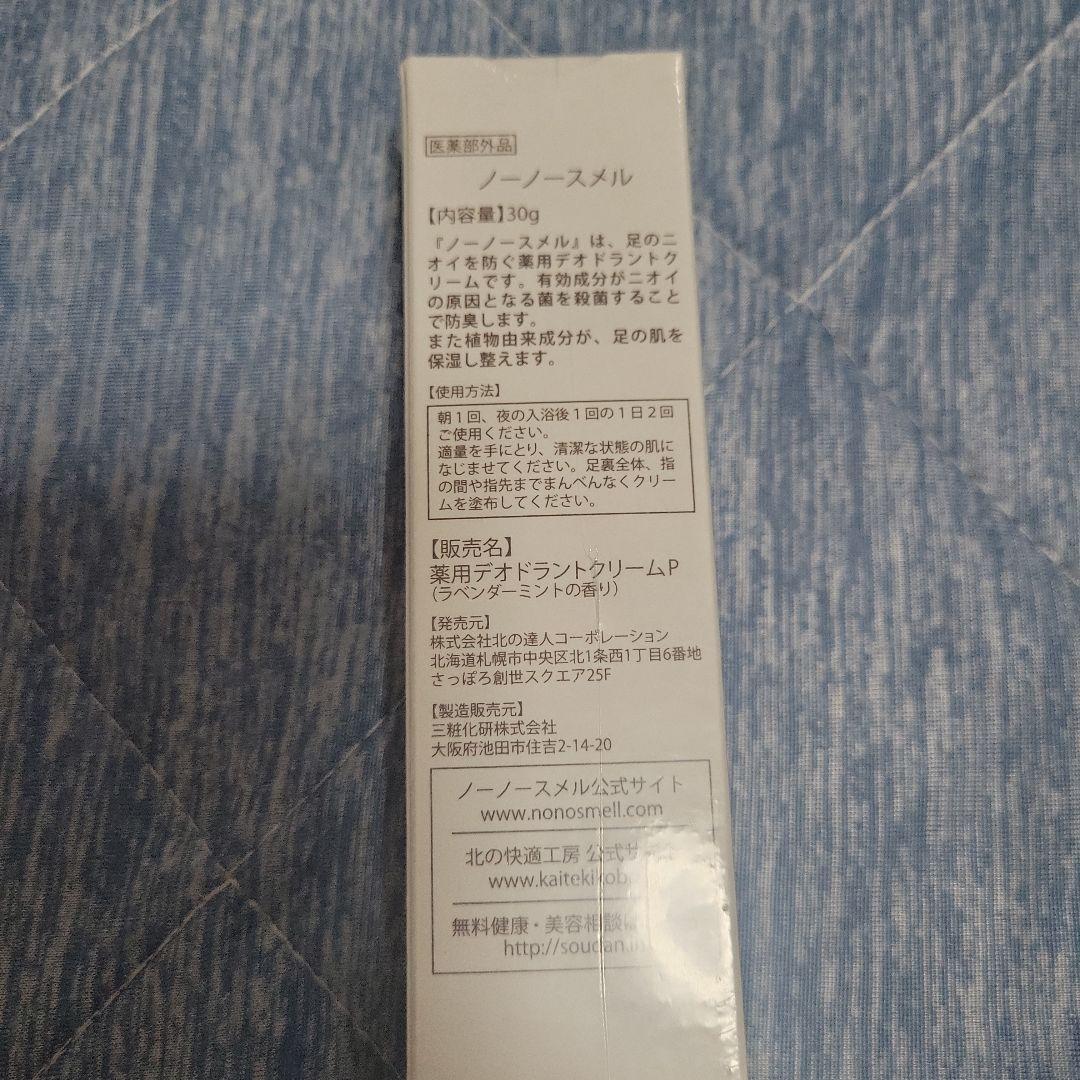 医薬部外品
ノーノースメル
【内容量】30g
『ノーノースメル』は、足のニ
オイを防ぐ薬用デオドラントク
リームです。有効成分がニオイ
の原因となる菌を殺菌すること
で防臭します。
また植物由来成分が、足の肌を
保湿し整えます。
【使用方法】
朝1回、夜の入浴後1回の1日2回
ご使用ください。
適量を手にとり、清潔な状態の肌に
なじませてください。足裏全体、指
の間や指先までまんべんなくクリー
ムを塗布してください。
【販売名】
薬用デオドラントクリームP
(ラベンダーミントの香り)
【発売元】
株式会社北の達人コーポレーション
北海道札幌市中央区北1条西1丁目6番地
さっぽろ創世スクエア25F
【製造販売元】
三粧化研株式会社
大阪府池田市住吉2-14-20
ノーノースメル公式サイト
www.nonosmell.com
北の快適工房 公式サイト
www.kaitekikob
無料健康・美容相談は
http://soudan.in